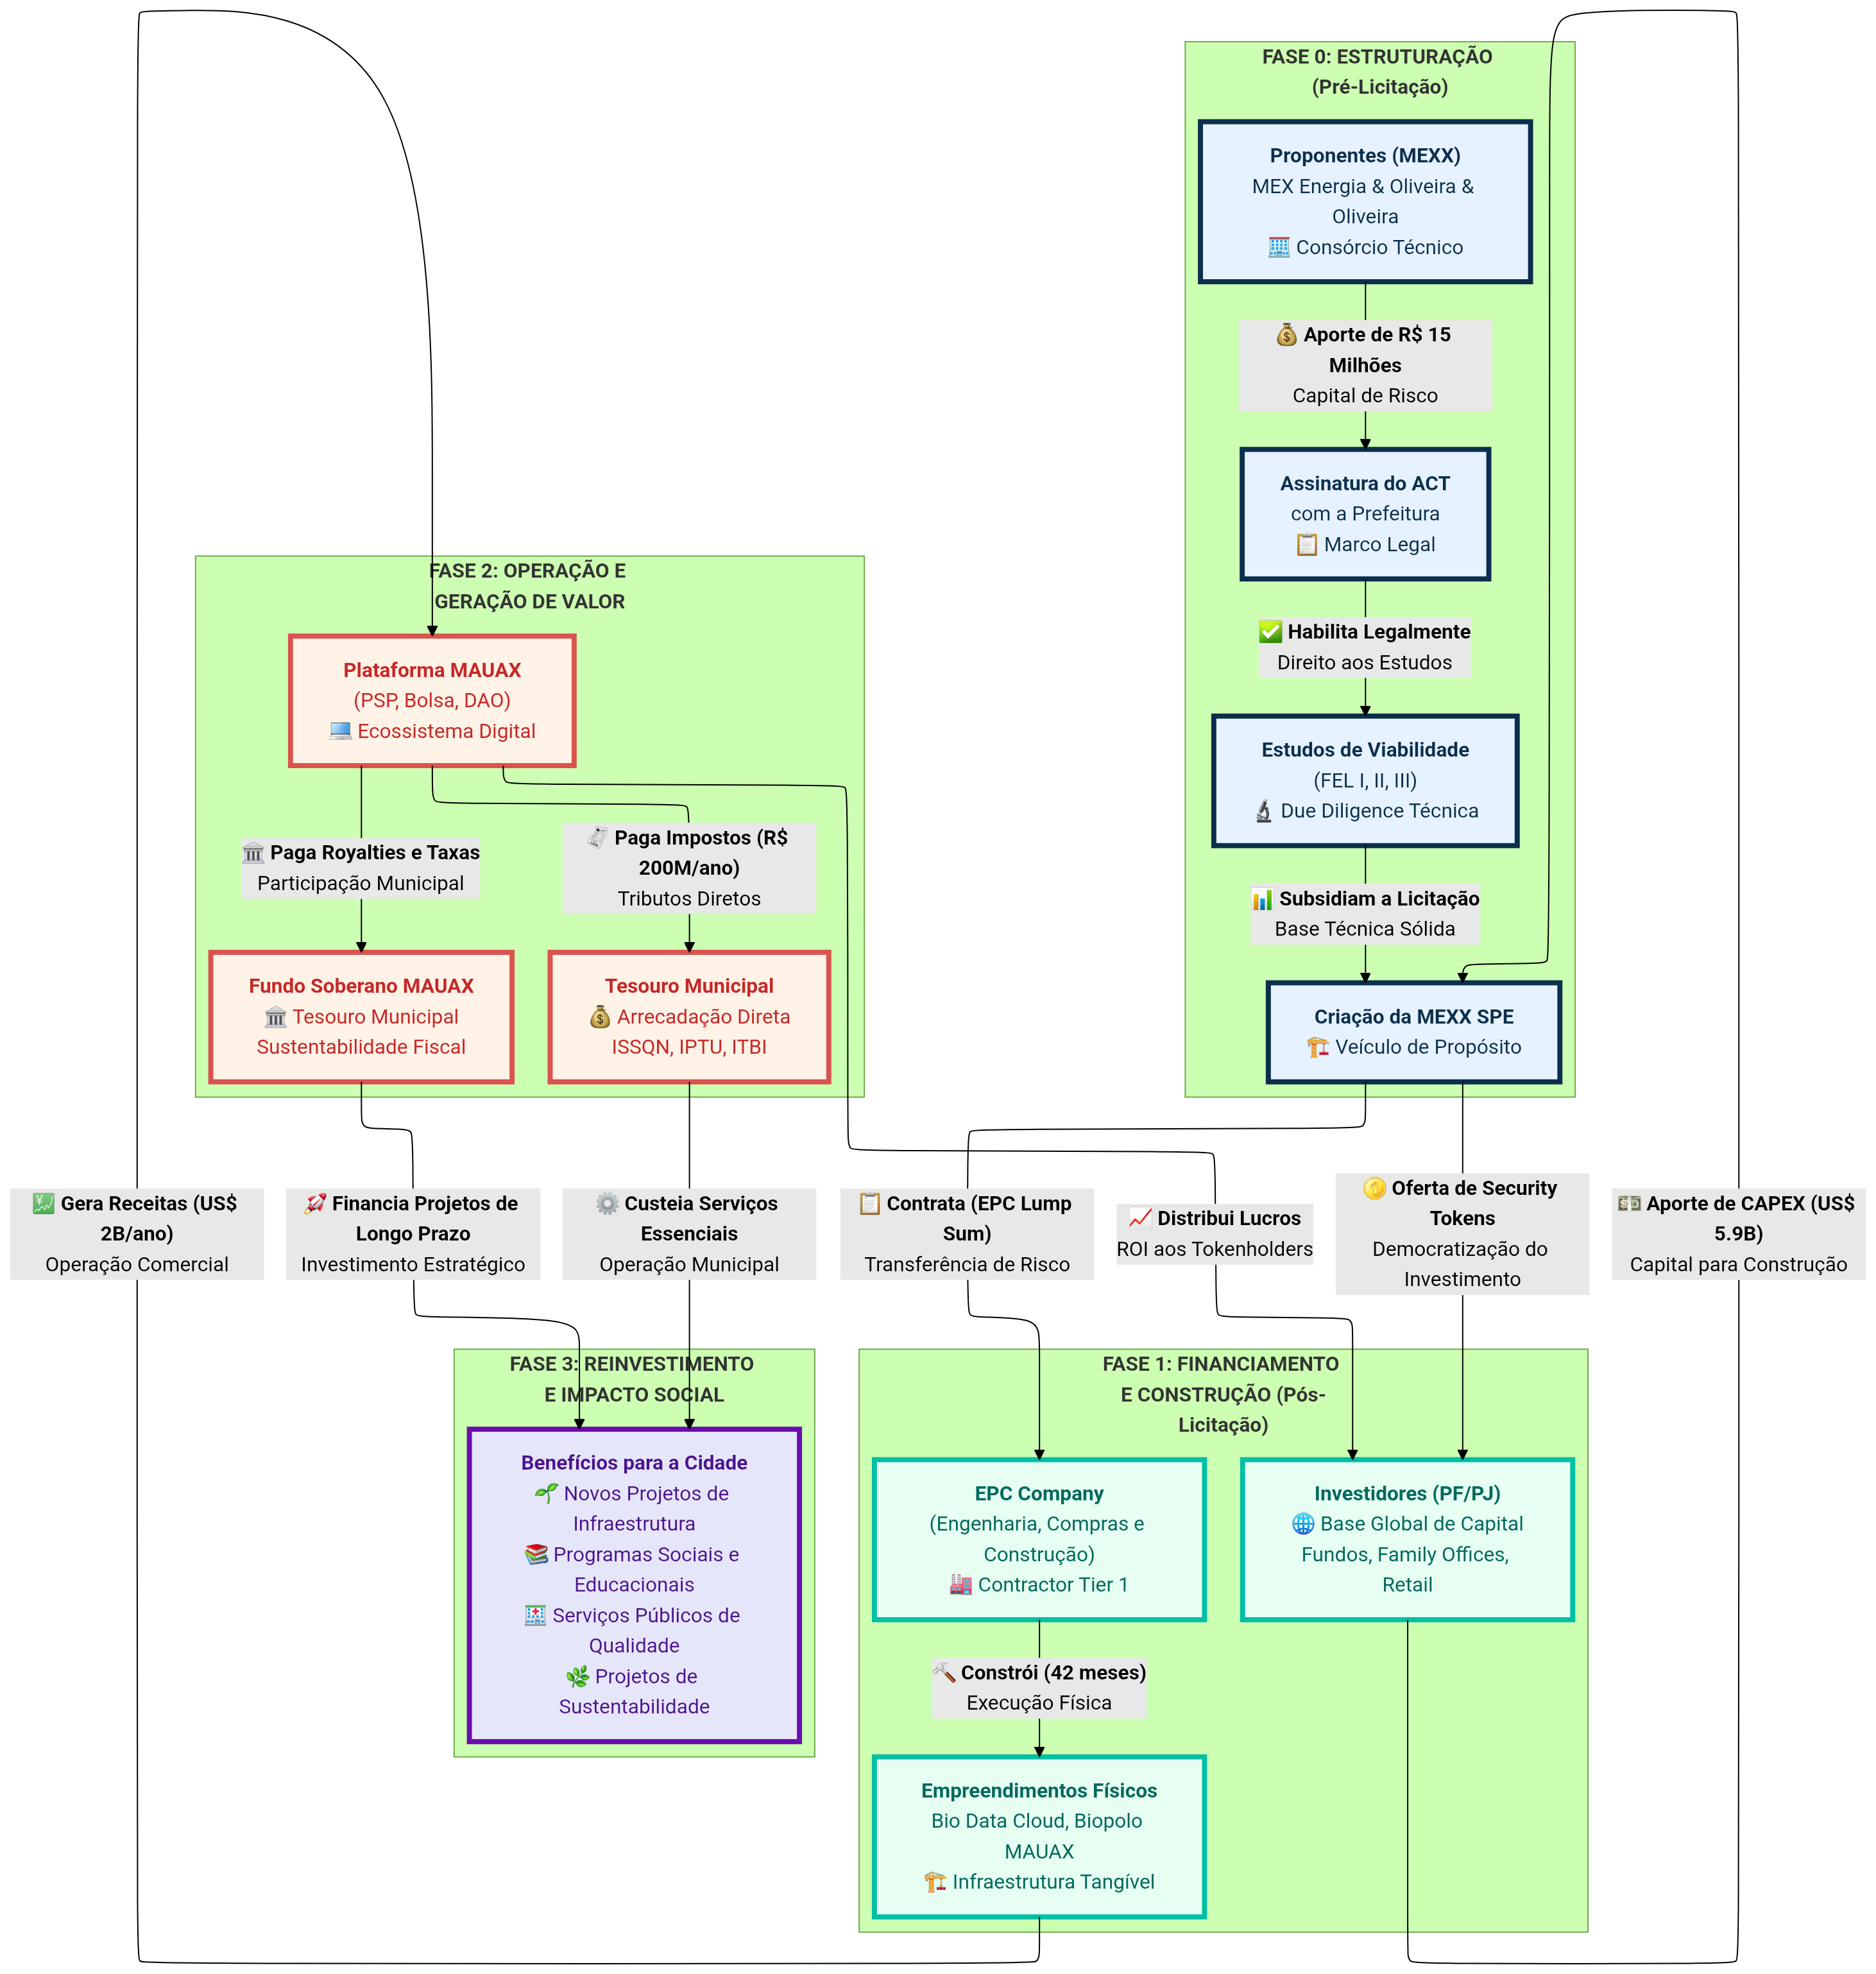 FASE 0: ESTRUTURAÇÃO
(Pré-Licitação)
Proponentes (MEXX)
MEX Energia & Oliveira &
Oliveira
🏢 Consórcio Técnico
💰 Aporte de R$ 15
Milhões
Capital de Risco
Assinatura do ACT
com a Prefeitura
📋 Marco Legal
✅ Habilita Legalmente
Direito aos Estudos
Estudos de Viabilidade
(FEL I, II, III)
🔬 Due Diligence Técnica
📊 Subsidiam a Licitação
Base Técnica Sólida
Criação da MEXX SPE
🏗️ Veículo de Propósito
FASE 2: OPERAÇÃO E
GERAÇÃO DE VALOR
Plataforma MAUAX
(PSP, Bolsa, DAO)
💻 Ecossistema Digital
🏛️ Paga Royalties e Taxas
Participação Municipal
🧾 Paga Impostos (R$
200M/ano)
Tributos Diretos
Fundo Soberano MAUAX
🏛️ Tesouro Municipal
Sustentabilidade Fiscal
Tesouro Municipal
💰 Arrecadação Direta
ISSQN, IPTU, ITBI
💹 Gera Receitas (US$
2B/ano)
Operação Comercial
🚀 Financia Projetos de
Longo Prazo
Investimento Estratégico
⚙️ Custeia Serviços
Essenciais
Operação Municipal
📋 Contrata (EPC Lump
Sum)
Transferência de Risco
📈 Distribui Lucros
ROI aos Tokenholders
🪙 Oferta de Security
Tokens
Democratização do
Investimento
💵 Aporte de CAPEX (US$
5.9B)
Capital para Construção
FASE 3: REINVESTIMENTO
E IMPACTO SOCIAL
Benefícios para a Cidade
🌱 Novos Projetos de
Infraestrutura
📚 Programas Sociais e
Educacionais
🏥 Serviços Públicos de
Qualidade
🌿 Projetos de
Sustentabilidade
FASE 1: FINANCIAMENTO
E CONSTRUÇÃO (Pós-
Licitação)
EPC Company
(Engenharia, Compras e
Construção)
🏭 Contractor Tier 1
Investidores (PF/PJ)
🌐 Base Global de Capital
Fundos, Family Offices,
Retail
🔨 Constrói (42 meses)
Execução Física
Empreendimentos Físicos
Bio Data Cloud, Biopolo
MAUAX
🏗️ Infraestrutura Tangível